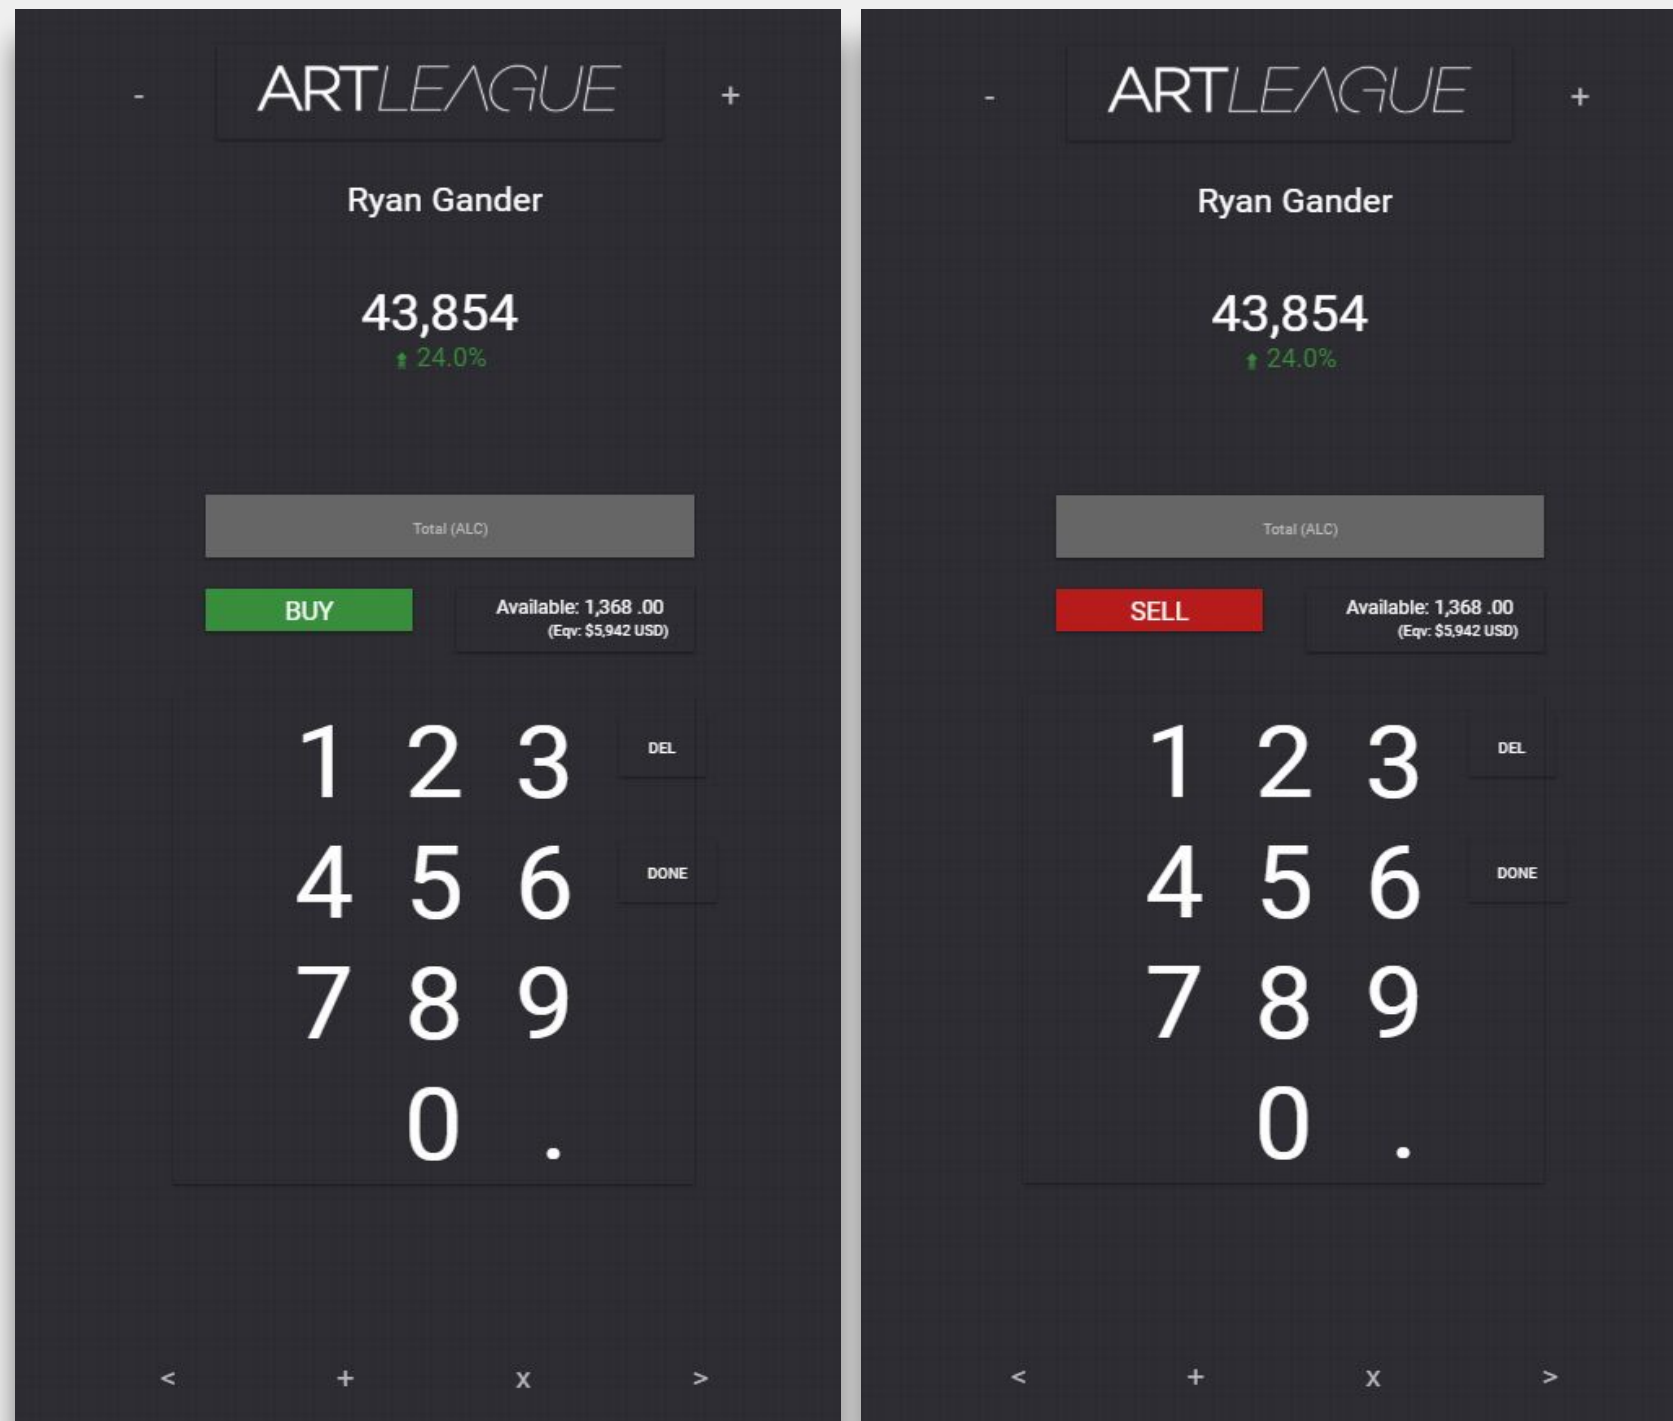 - ARTLEAGUE +
Ryan Gander
43,854
24.0%
Total (ALC)
BUY Available: 1,368 .00
(Eqv: $5,942 USD)
1 2 3 DEL
4 5 6 DONE
7 8 9
0 .
< + x >
- ARTLEAGUE +
Ryan Gander
43,854
24.0%
Total (ALC)
SELL Available: 1,368 .00
(Eqv: $5,942 USD)
1 2 3 DEL
4 5 6 DONE
7 8 9
0 .
< + x >